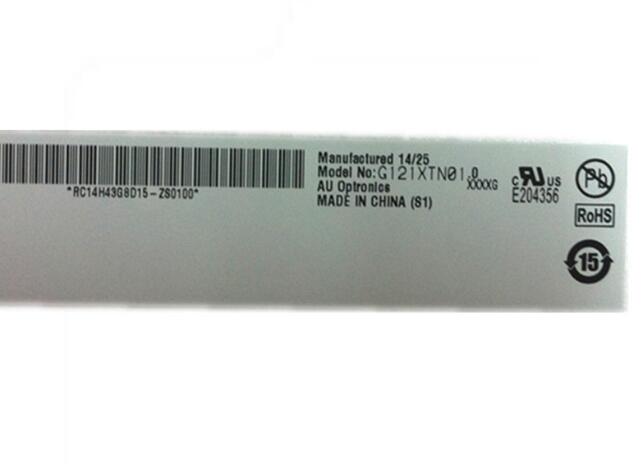 Manufactured 14/25
Model No:G121XTN01.0
XXXXG
AU Optronics
MADE IN CHINA (S1)
*RC14H43G8D15-ZS0100*
c RU US
E204356
Pb
RoHS
15